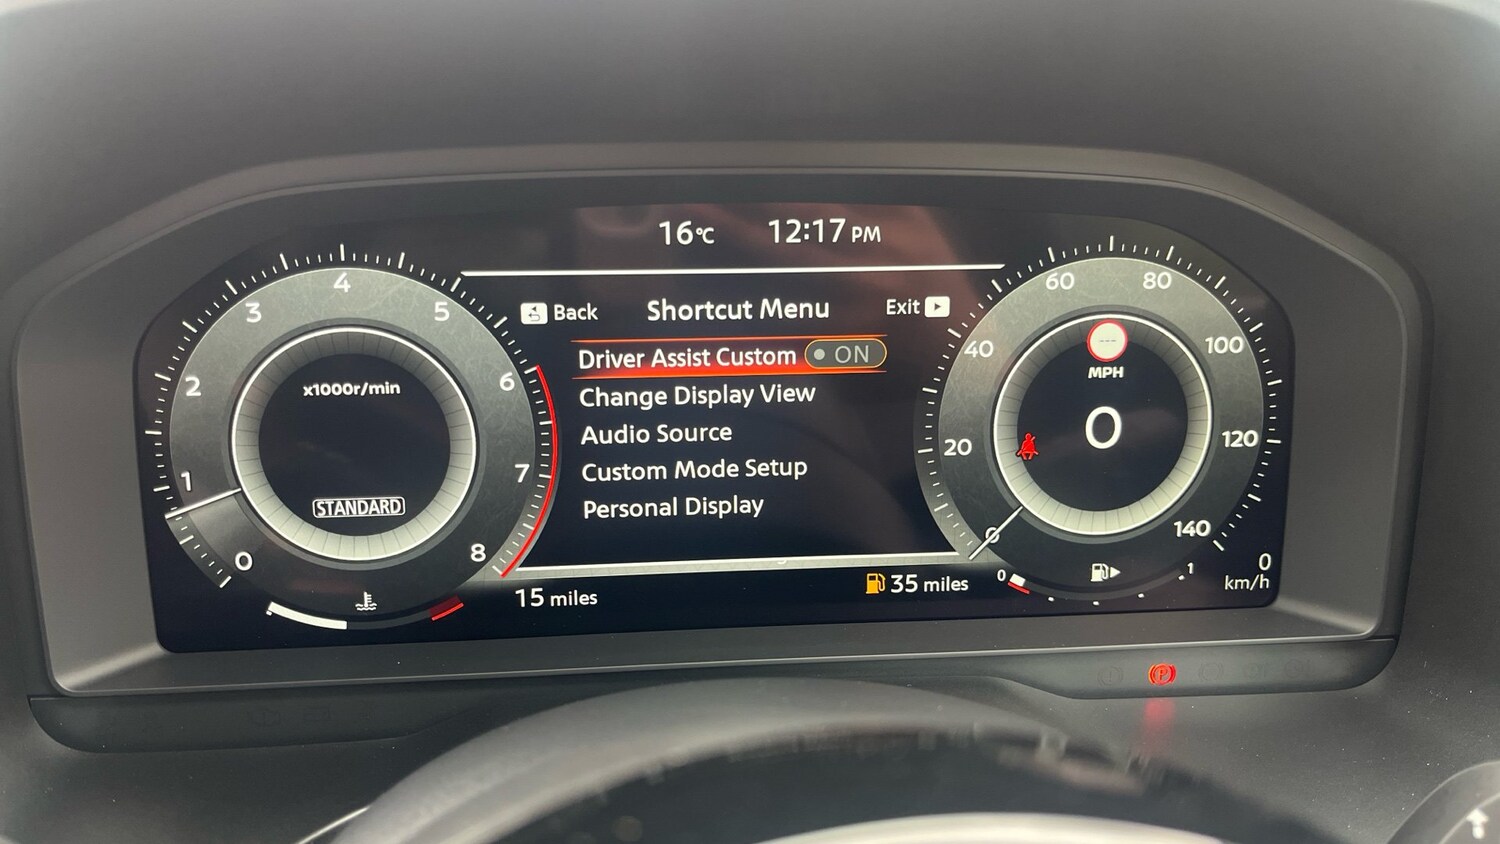 16°C 12:17 PM
Back Shortcut Menu Exit
Driver Assist Custom ON
Change Display View
Audio Source
Custom Mode Setup
Personal Display
0 1 2 3 4 5 6 7 8
x1000r/min
STANDARD
0 20 40 60 80 100 120 140
---
MPH
0
15 miles
35 miles
0 1
0
km/h
P